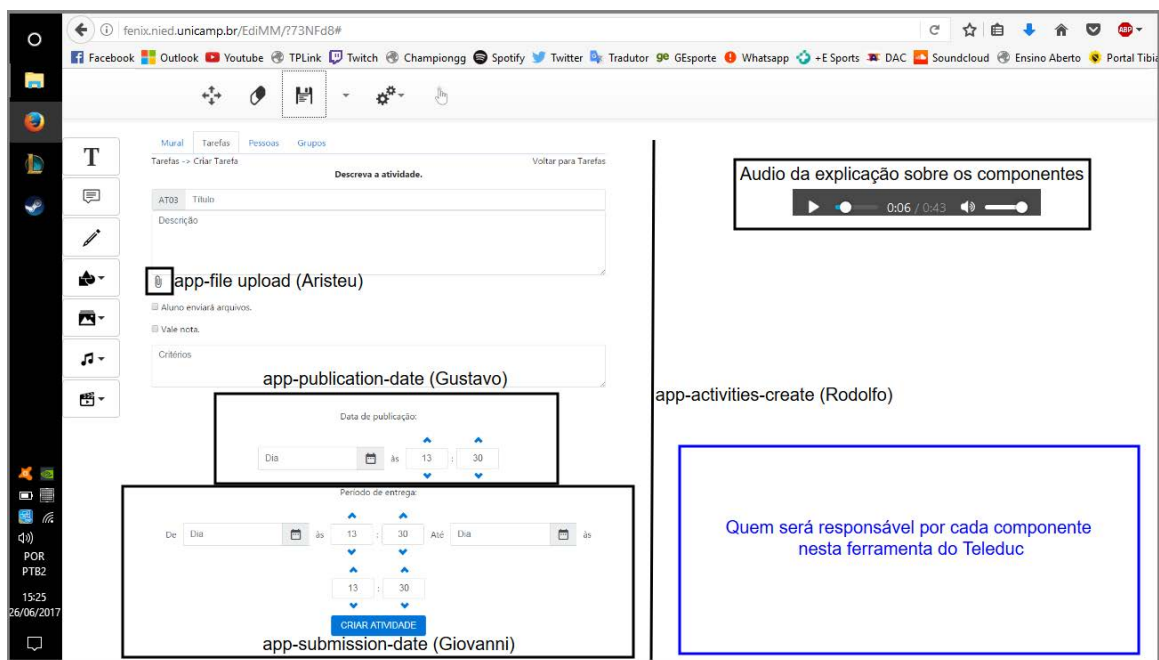 fenix.nied.unicamp.br/EdiMM/?73NFd8#
Facebook Outlook Youtube TPLink Twitch Championgg Spotify Twitter Tradutor ge GEsporte Whatsapp +E Sports DAC Soundcloud Ensino Aberto Portal Tibia
ABP
T
Mural Tarefas Pessoas Grupos
Tarefas -> Criar Tarefa Voltar para Tarefas
Descreva a atividade.
AT03 Título
Descrição
app-file upload (Aristeu)
Aluno enviará arquivos.
Vale nota.
Critérios
app-publication-date (Gustavo)
Data de publicação:
Dia às 13 : 30
Período de entrega:
De Dia às 13 : 30 Até Dia às
13 : 30
CRIAR ATIVIDADE
app-submission-date (Giovanni)
Audio da explicação sobre os componentes
0:06 / 0:43
app-activities-create (Rodolfo)
Quem será responsável por cada componente
nesta ferramenta do Teleduc
POR
PTB2
15:25
26/06/2017